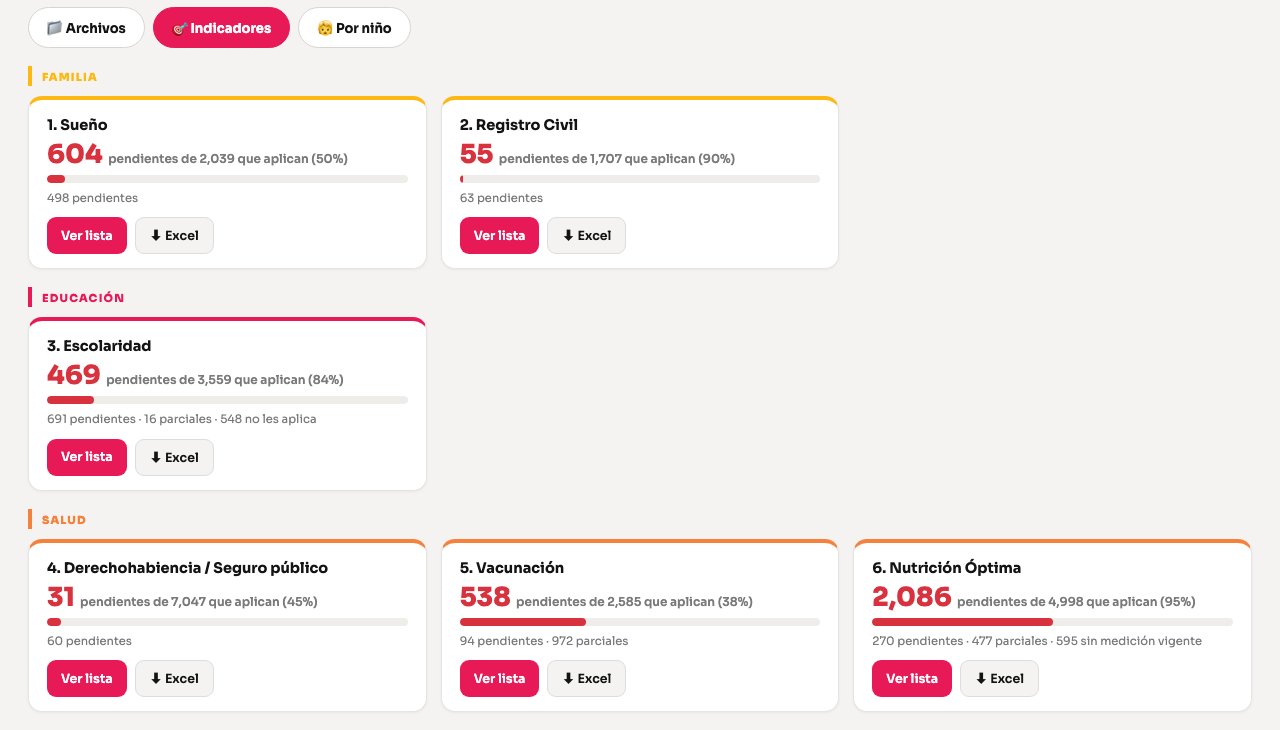 Archivos
Indicadores
Por niño
FAMILIA
1. Sueño
604 pendientes de 2,039 que aplican (50%)
498 pendientes
Ver lista
⬇ Excel
2. Registro Civil
55 pendientes de 1,707 que aplican (90%)
63 pendientes
Ver lista
⬇ Excel
EDUCACIÓN
3. Escolaridad
469 pendientes de 3,559 que aplican (84%)
691 pendientes · 16 parciales · 548 no les aplica
Ver lista
⬇ Excel
SALUD
4. Derechohabiencia / Seguro público
31 pendientes de 7,047 que aplican (45%)
60 pendientes
Ver lista
⬇ Excel
5. Vacunación
538 pendientes de 2,585 que aplican (38%)
94 pendientes · 972 parciales
Ver lista
⬇ Excel
6. Nutrición Óptima
2,086 pendientes de 4,998 que aplican (95%)
270 pendientes · 477 parciales · 595 sin medición vigente
Ver lista
⬇ Excel